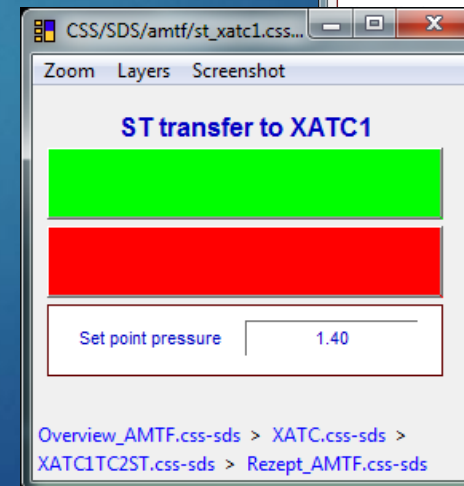 CSS/SDS/amtf/st_xatc1.css...
Zoom Layers Screenshot
ST transfer to XATC1
Set point pressure 1.40
Overview_AMTF.css-sds > XATC.css-sds >
XATC1TC2ST.css-sds > Rezept_AMTF.css-sds